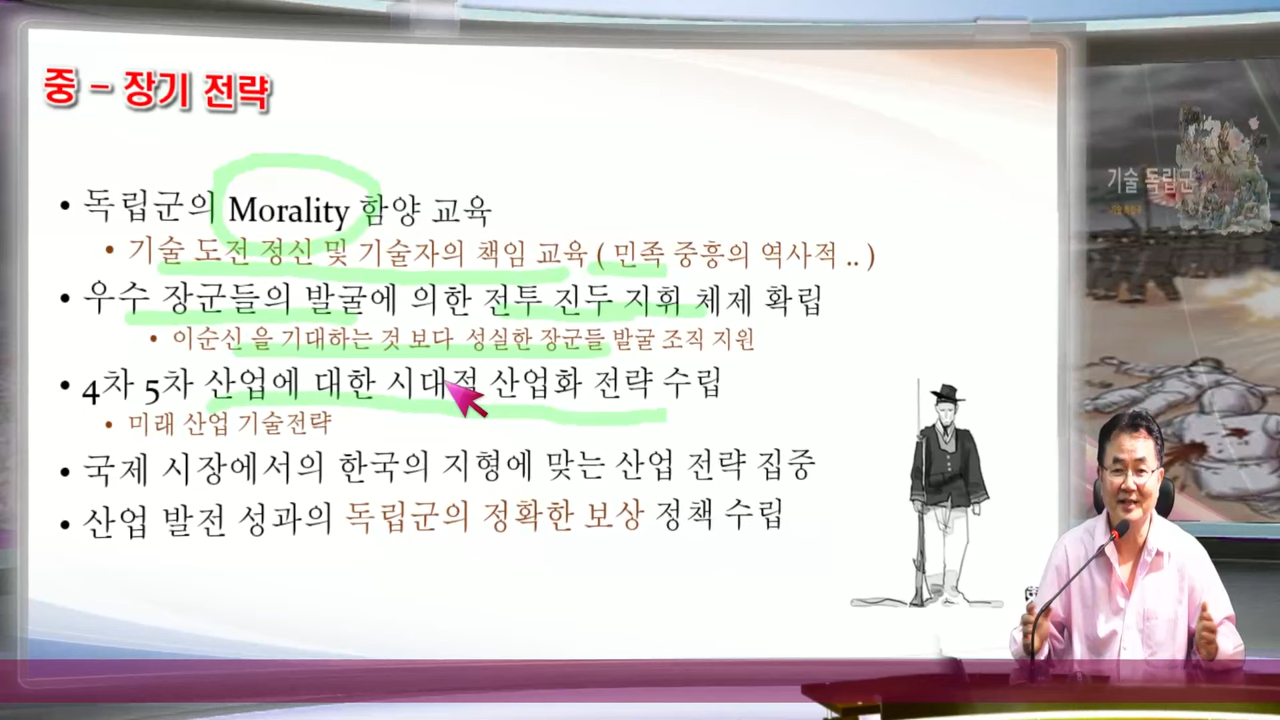 중 - 장기 전략
• 독립군의 Morality 함양 교육
• 기술 도전 정신 및 기술자의 책임 교육 ( 민족 중흥의 역사적 .. )
• 우수 장군들의 발굴에 의한 전투 진두 지휘 체제 확립
• 이순신 을 기대하는 것 보다 성실한 장군들 발굴 조직 지원
• 4차 5차 산업에 대한 시대적 산업화 전략 수립
• 미래 산업 기술전략
• 국제 시장에서의 한국의 지형에 맞는 산업 전략 집중
• 산업 발전 성과의 독립군의 정확한 보상 정책 수립
기술 독립군